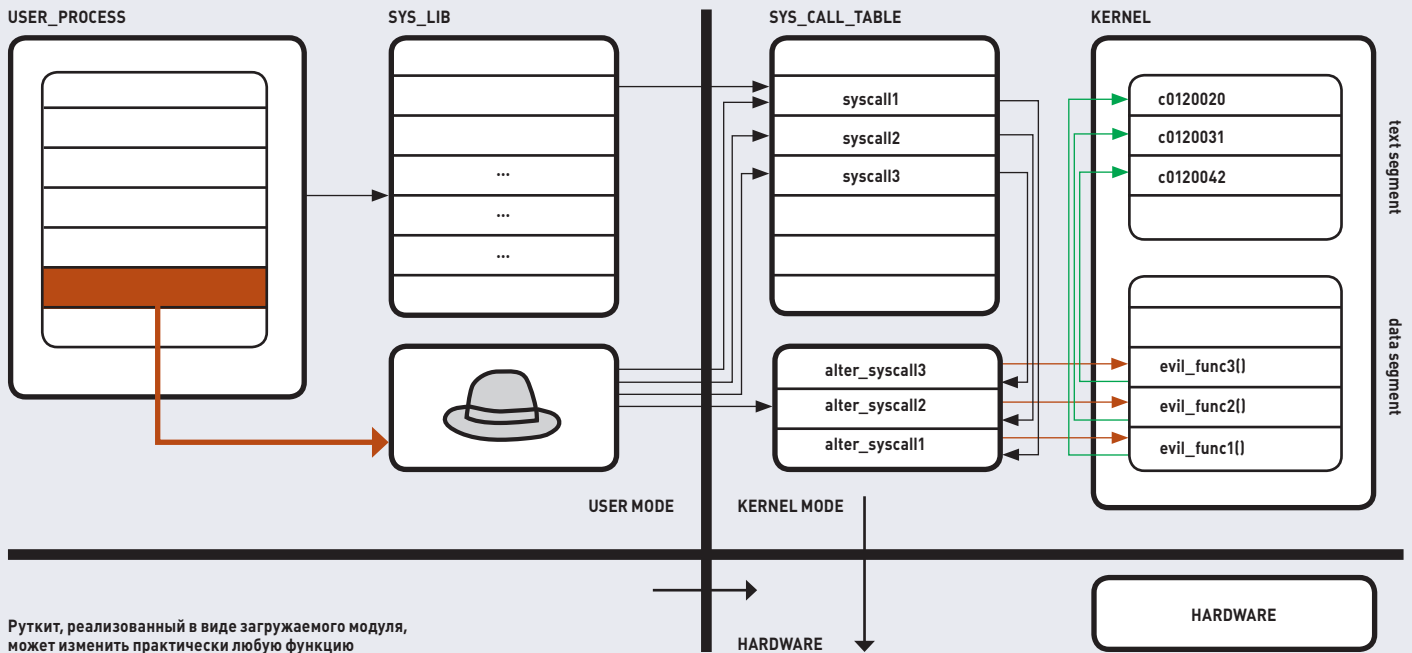 USER_PROCESS
SYS_LIB
SYS_CALL_TABLE
KERNEL
...
...
...
syscall1
syscall2
syscall3
c0120020
c0120031
c0120042
text segment
alter_syscall3
alter_syscall2
alter_syscall1
evil_func3()
evil_func2()
evil_func1()
data segment
USER MODE
KERNEL MODE
HARDWARE
HARDWARE
Руткит, реализованный в виде загружаемого модуля,
может изменить практически любую функцию